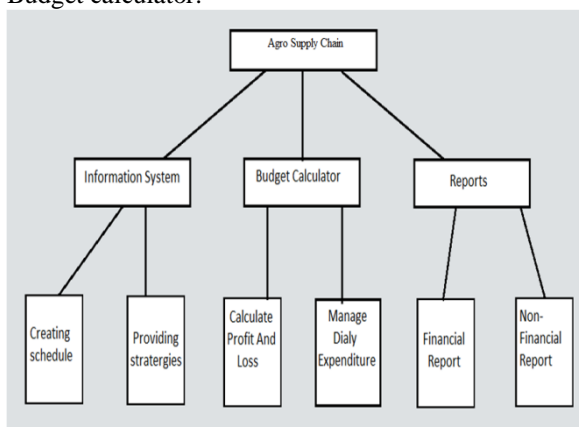 Budget calculator.
Agro Supply Chain
Information System
Budget Calculator
Reports
Creating
schedule
Providing
stratergies
Calculate
Profit And
Loss
Manage
Dialy
Expenditure
Financial
Report
Non-
Financial
Report